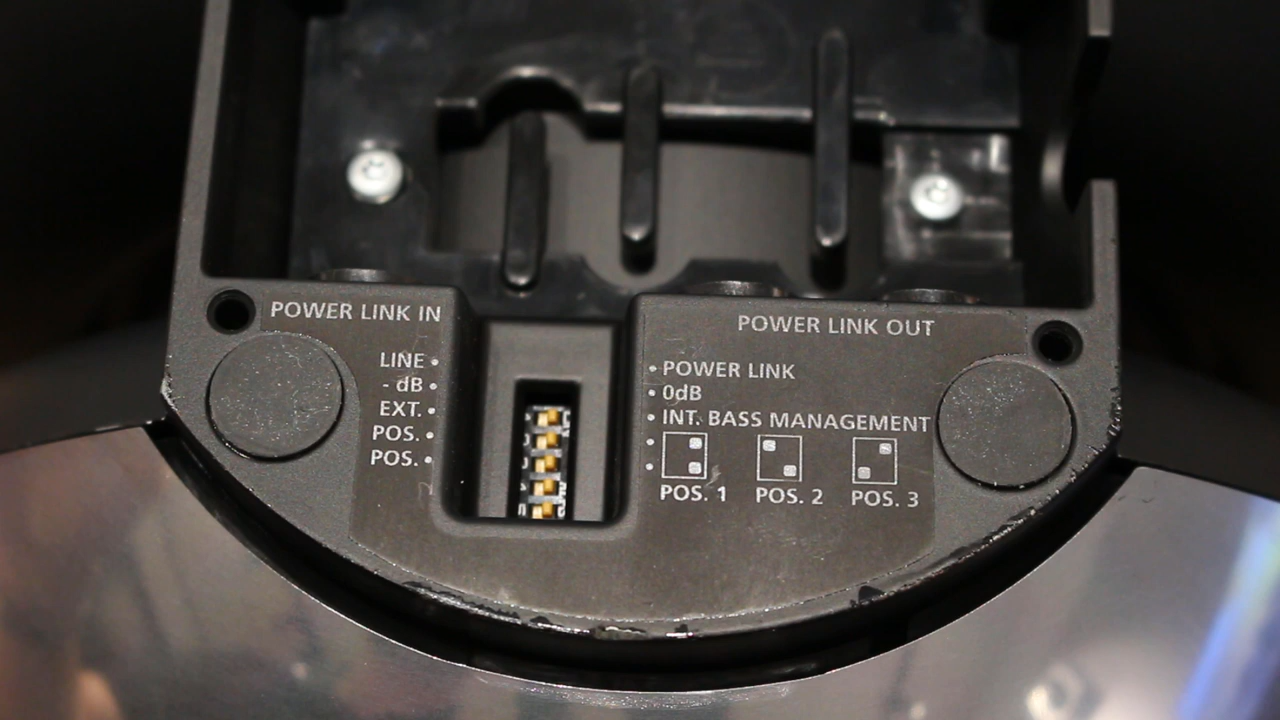 POWER LINK IN
LINE •
- dB •
EXT. •
POS. •
POS. •
POWER LINK OUT
• POWER LINK
• 0dB
• INT. BASS MANAGEMENT
POS. 1 POS. 2 POS. 3